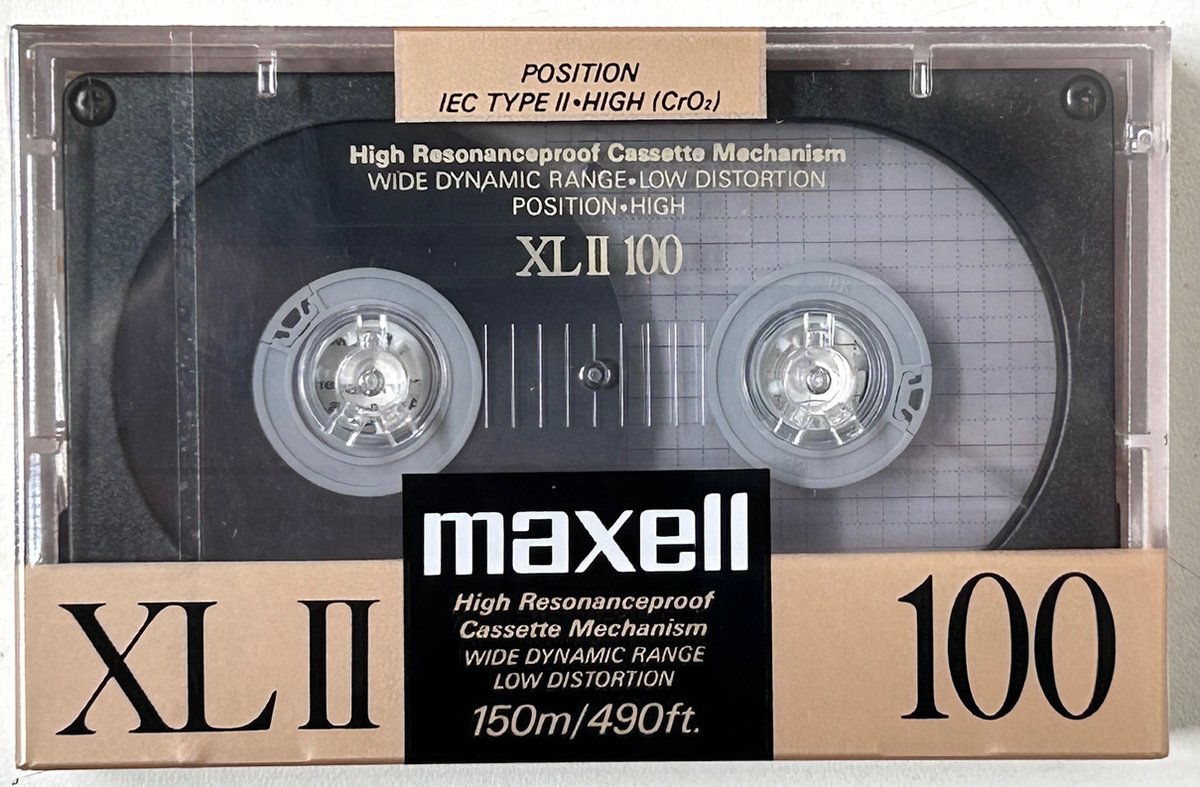 POSITION
IEC TYPE II•HIGH (CrO₂)
High Resonanceproof Cassette Mechanism
WIDE DYNAMIC RANGE•LOW DISTORTION
POSITION•HIGH
XL II 100
maxell
High Resonanceproof
Cassette Mechanism
WIDE DYNAMIC RANGE
LOW DISTORTION
150m/490ft.
XL II
100